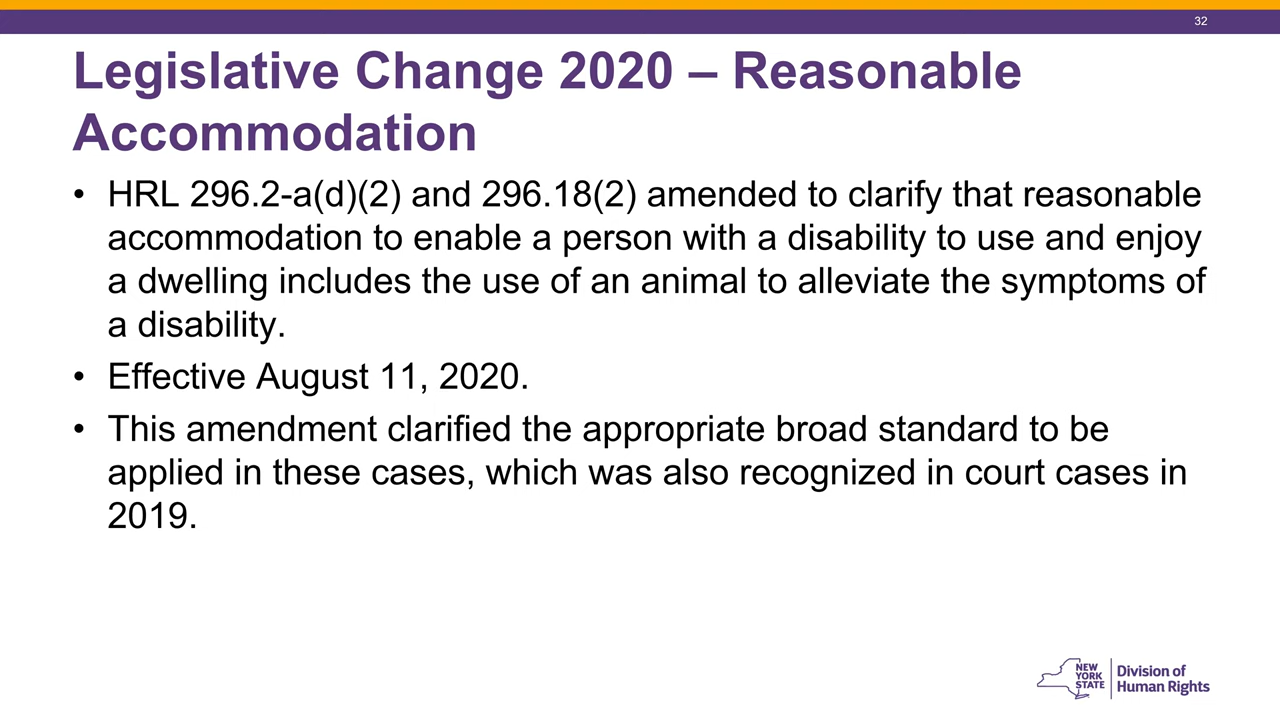 32
Legislative Change 2020 – Reasonable
Accommodation
• HRL 296.2-a(d)(2) and 296.18(2) amended to clarify that reasonable
accommodation to enable a person with a disability to use and enjoy
a dwelling includes the use of an animal to alleviate the symptoms of
a disability.
• Effective August 11, 2020.
• This amendment clarified the appropriate broad standard to be
applied in these cases, which was also recognized in court cases in
2019.
NEW
YORK
STATE
Division of
Human Rights